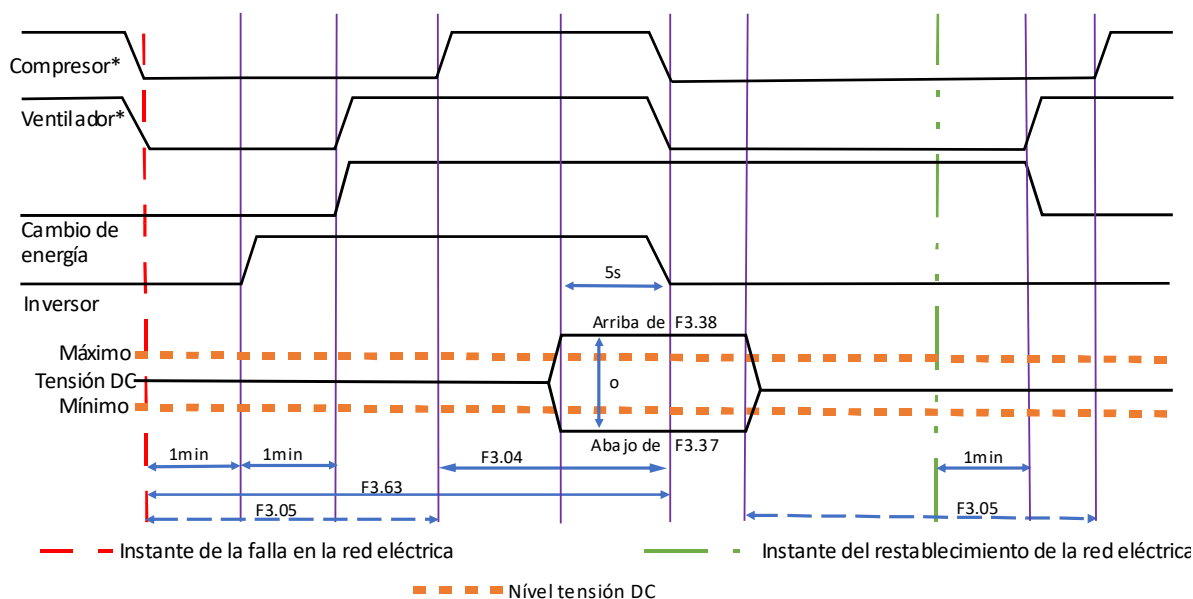 Compresor*
Ventilador*
Cambio de
energía
Inversor
5s
Arriba de F3.38
Máximo
Tensión DC
o
Mínimo
Abajo de F3.37
1min
1min
F3.04
1min
F3.63
F3.05
F3.05
Instante de la falla en la red eléctrica
Instante del restablecimiento de la red eléctrica
Nível tensión DC